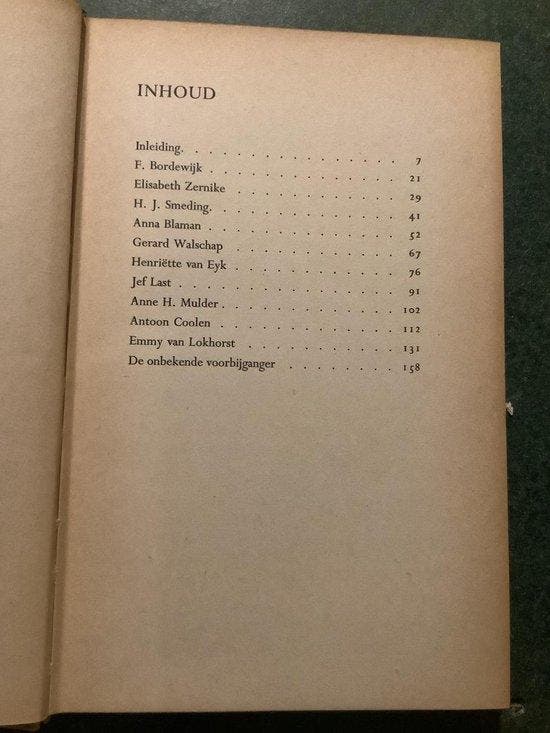 INHOUD
Inleiding. . . . . . . . . . . . . . . . 7
F. Bordewijk . . . . . . . . . . . . . . 21
Elisabeth Zernike . . . . . . . . . . . . 29
H. J. Smeding. . . . . . . . . . . . . . 41
Anna Blaman . . . . . . . . . . . . . . 52
Gerard Walschap . . . . . . . . . . . . 67
Henriëtte van Eyk . . . . . . . . . . . . 76
Jef Last . . . . . . . . . . . . . . . . 91
Anne H. Mulder . . . . . . . . . . . . . 102
Antoon Coolen . . . . . . . . . . . . . 112
Emmy van Lokhorst . . . . . . . . . . . 131
De onbekende voorbijganger . . . . . . . 158